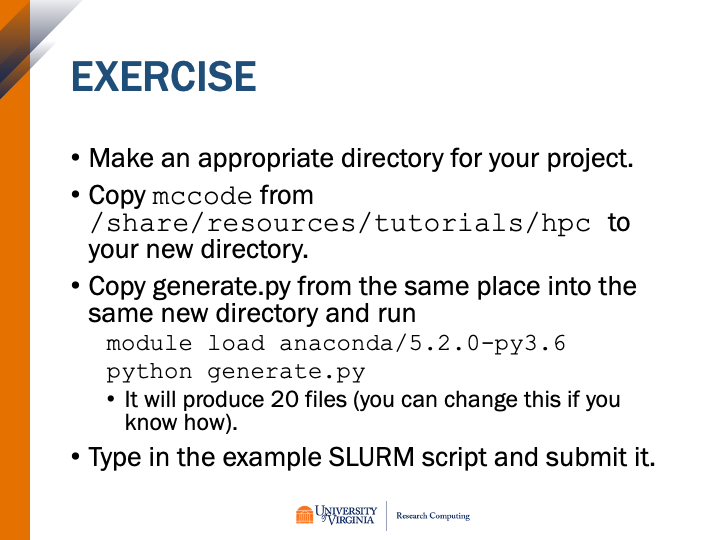 EXERCISE
• Make an appropriate directory for your project.
• Copy mccode from
/share/resources/tutorials/hpc to
your new directory.
• Copy generate.py from the same place into the
same new directory and run
module load anaconda/5.2.0-py3.6
python generate.py
• It will produce 20 files (you can change this if you
know how).
• Type in the example SLURM script and submit it.
UNIVERSITY
of VIRGINIA
Research Computing